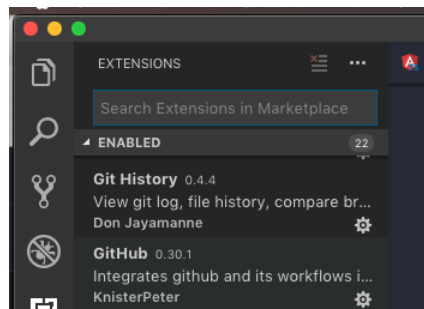 EXTENSIONS
Search Extensions in Marketplace
ENABLED 22
Git History 0.4.4
View git log, file history, compare br...
Don Jayamanne
GitHub 0.30.1
Integrates github and its workflows i...
KnisterPeter